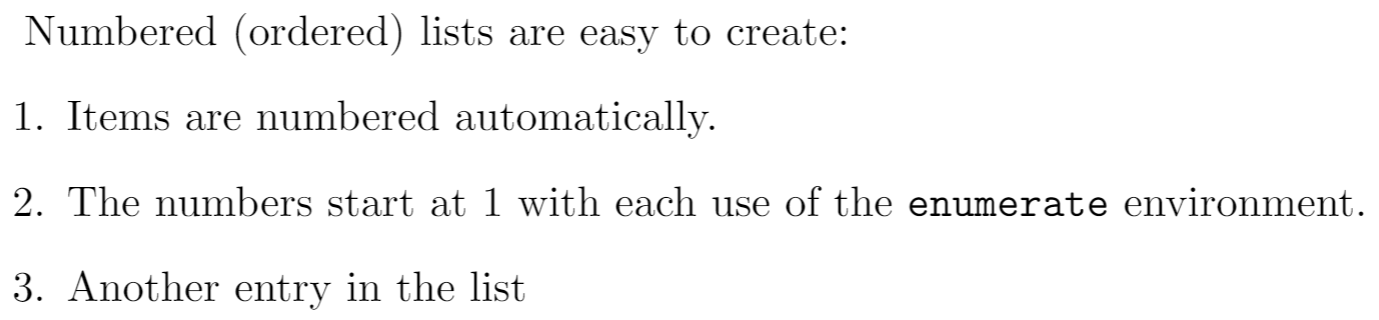 Numbered (ordered) lists are easy to create:
1. Items are numbered automatically.
2. The numbers start at 1 with each use of the enumerate environment.
3. Another entry in the list